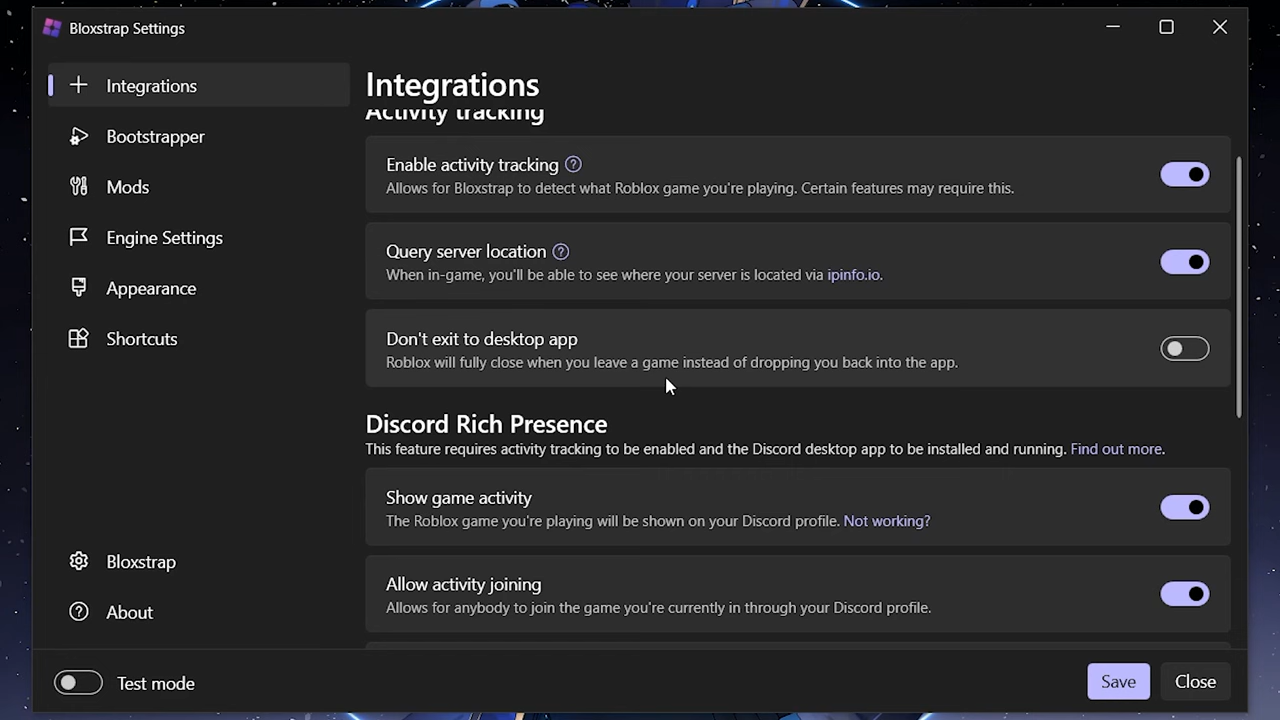 Bloxstrap Settings
Integrations
Bootstrapper
Mods
Engine Settings
Appearance
Shortcuts
Bloxstrap
About
Integrations
Activity tracking
Enable activity tracking
Allows for Bloxstrap to detect what Roblox game you're playing. Certain features may require this.
Query server location
When in-game, you'll be able to see where your server is located via ipinfo.io.
Don't exit to desktop app
Roblox will fully close when you leave a game instead of dropping you back into the app.
Discord Rich Presence
This feature requires activity tracking to be enabled and the Discord desktop app to be installed and running. Find out more.
Show game activity
The Roblox game you're playing will be shown on your Discord profile. Not working?
Allow activity joining
Allows for anybody to join the game you're currently in through your Discord profile.
Test mode
Save
Close